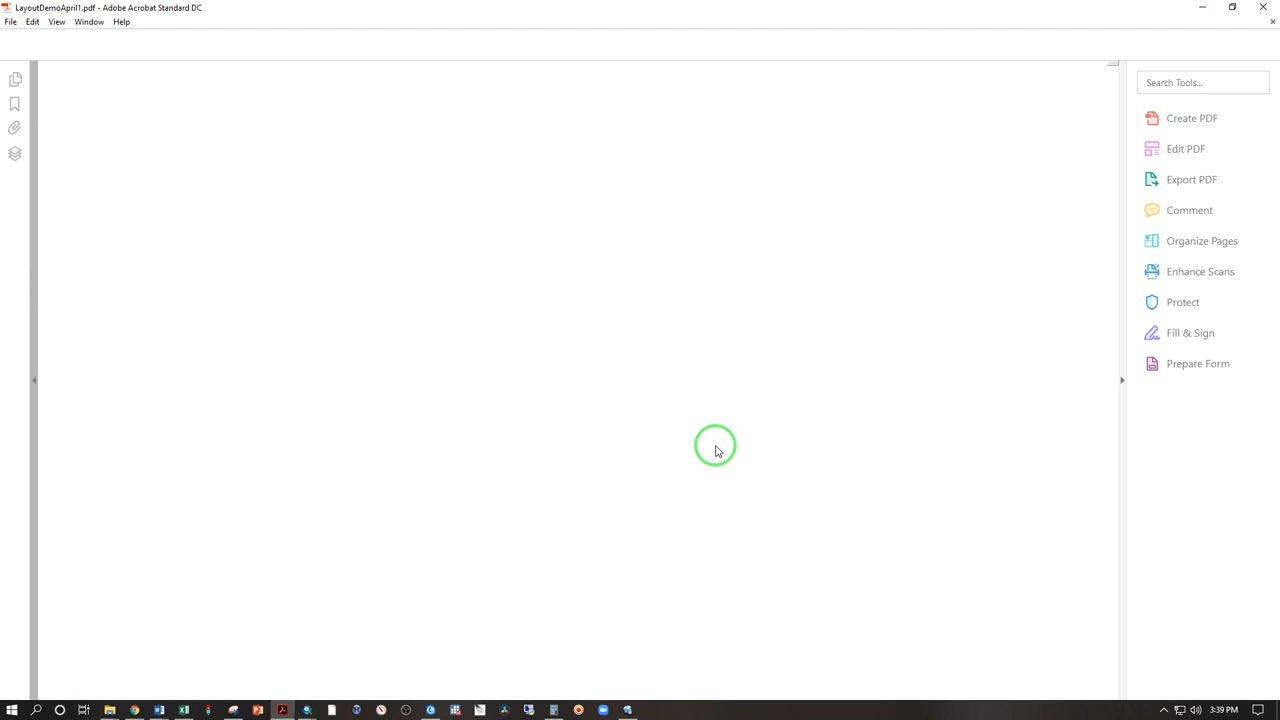 LayoutDemoApril1.pdf - Adobe Acrobat Standard DC
File Edit View Window Help
Search Tools...
Create PDF
Edit PDF
Export PDF
Comment
Organize Pages
Enhance Scans
Protect
Fill & Sign
Prepare Form
3:39 PM